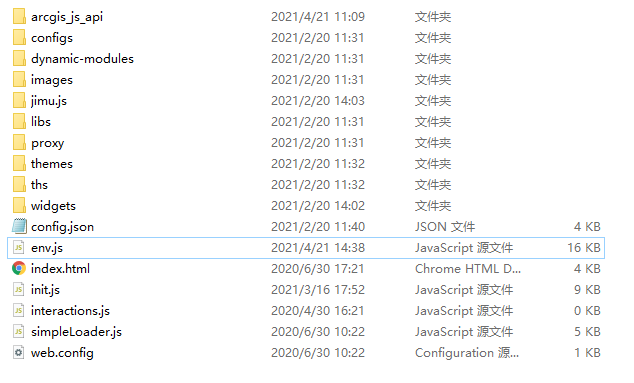 arcgis_js_api 2021/4/21 11:09 文件夹
configs 2021/2/20 11:31 文件夹
dynamic-modules 2021/2/20 11:31 文件夹
images 2021/2/20 11:31 文件夹
jimu.js 2021/2/20 14:03 文件夹
libs 2021/2/20 11:31 文件夹
proxy 2021/2/20 11:31 文件夹
themes 2021/2/20 11:32 文件夹
ths 2021/2/20 11:32 文件夹
widgets 2021/2/20 14:02 文件夹
config.json 2021/2/20 11:40 JSON 文件 4 KB
env.js 2021/4/21 14:38 JavaScript 源文件 16 KB
index.html 2020/6/30 17:21 Chrome HTML D... 4 KB
init.js 2021/3/16 17:52 JavaScript 源文件 9 KB
interactions.js 2020/4/30 16:21 JavaScript 源文件 0 KB
simpleLoader.js 2020/6/30 10:22 JavaScript 源文件 5 KB
web.config 2020/6/30 10:22 Configuration 源... 1 KB